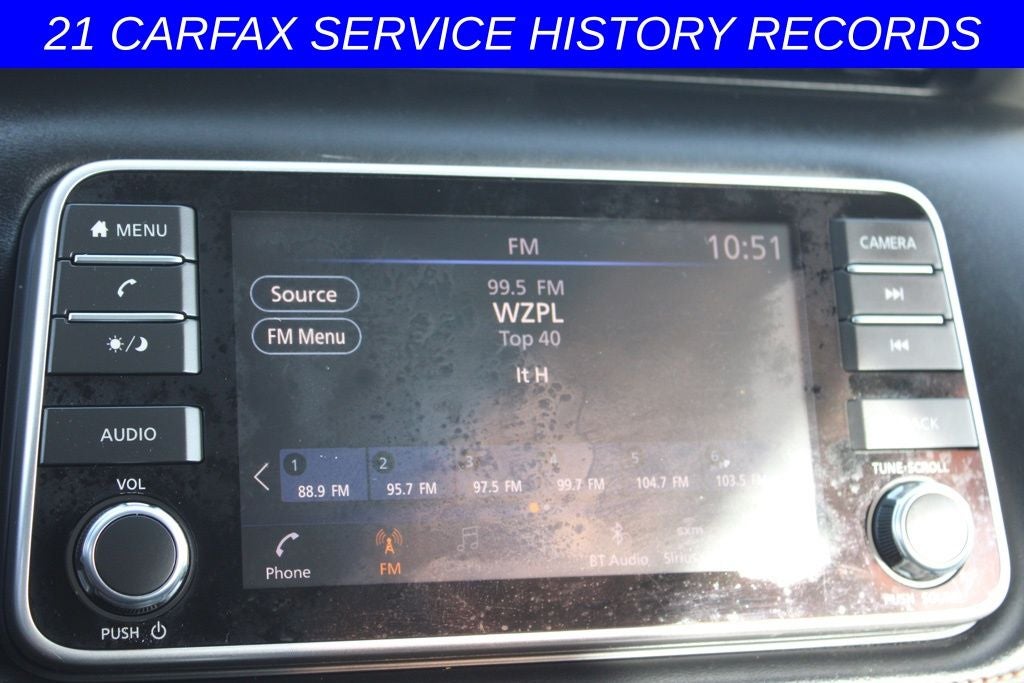 21 CARFAX SERVICE HISTORY RECORDS
MENU
CAMERA
FM
10:51
Source
99.5 FM
WZPL
FM Menu
Top 40
It H
AUDIO
1
2
3
4
5
6
88.9 FM
95.7 FM
97.5 FM
99.7 FM
104.7 FM
103.5 FM
VOL
TUNE·SCROLL
Phone
FM
BT Audio
sxm
PUSH
PUSH